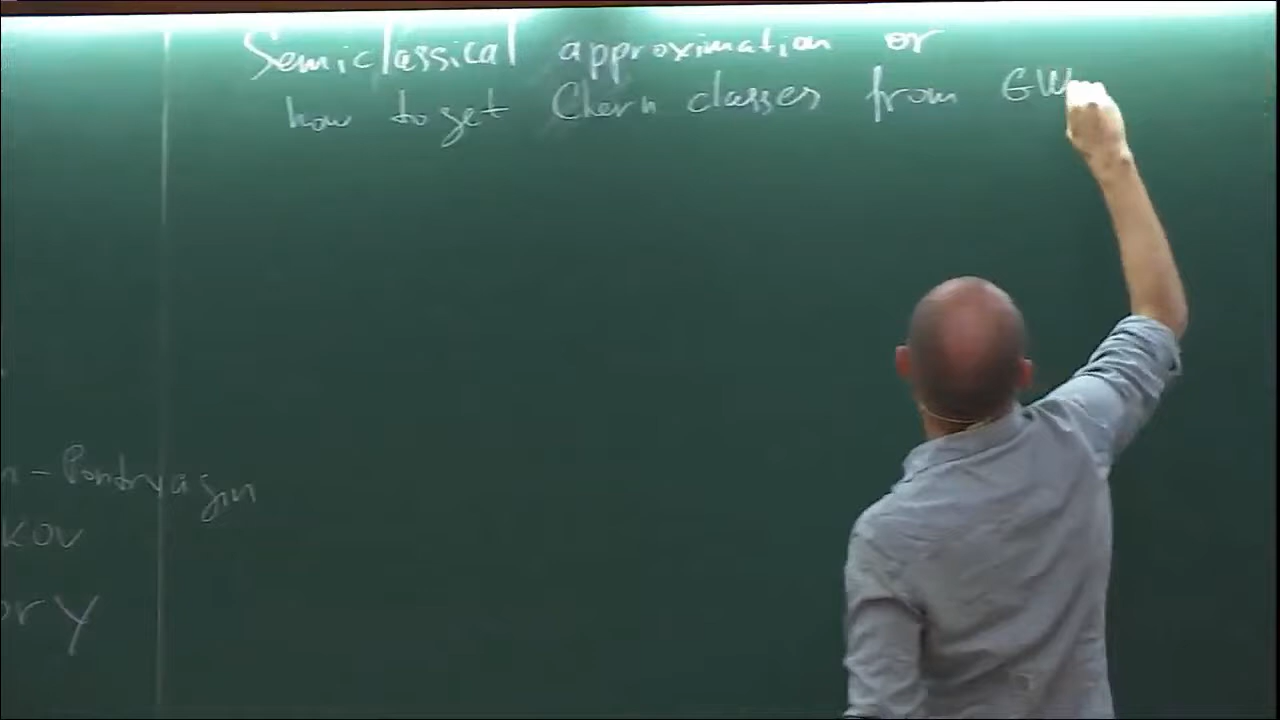 Semiclassical approximation or
how to get Chern classes from GW
n - Pontryagin
kov
ory